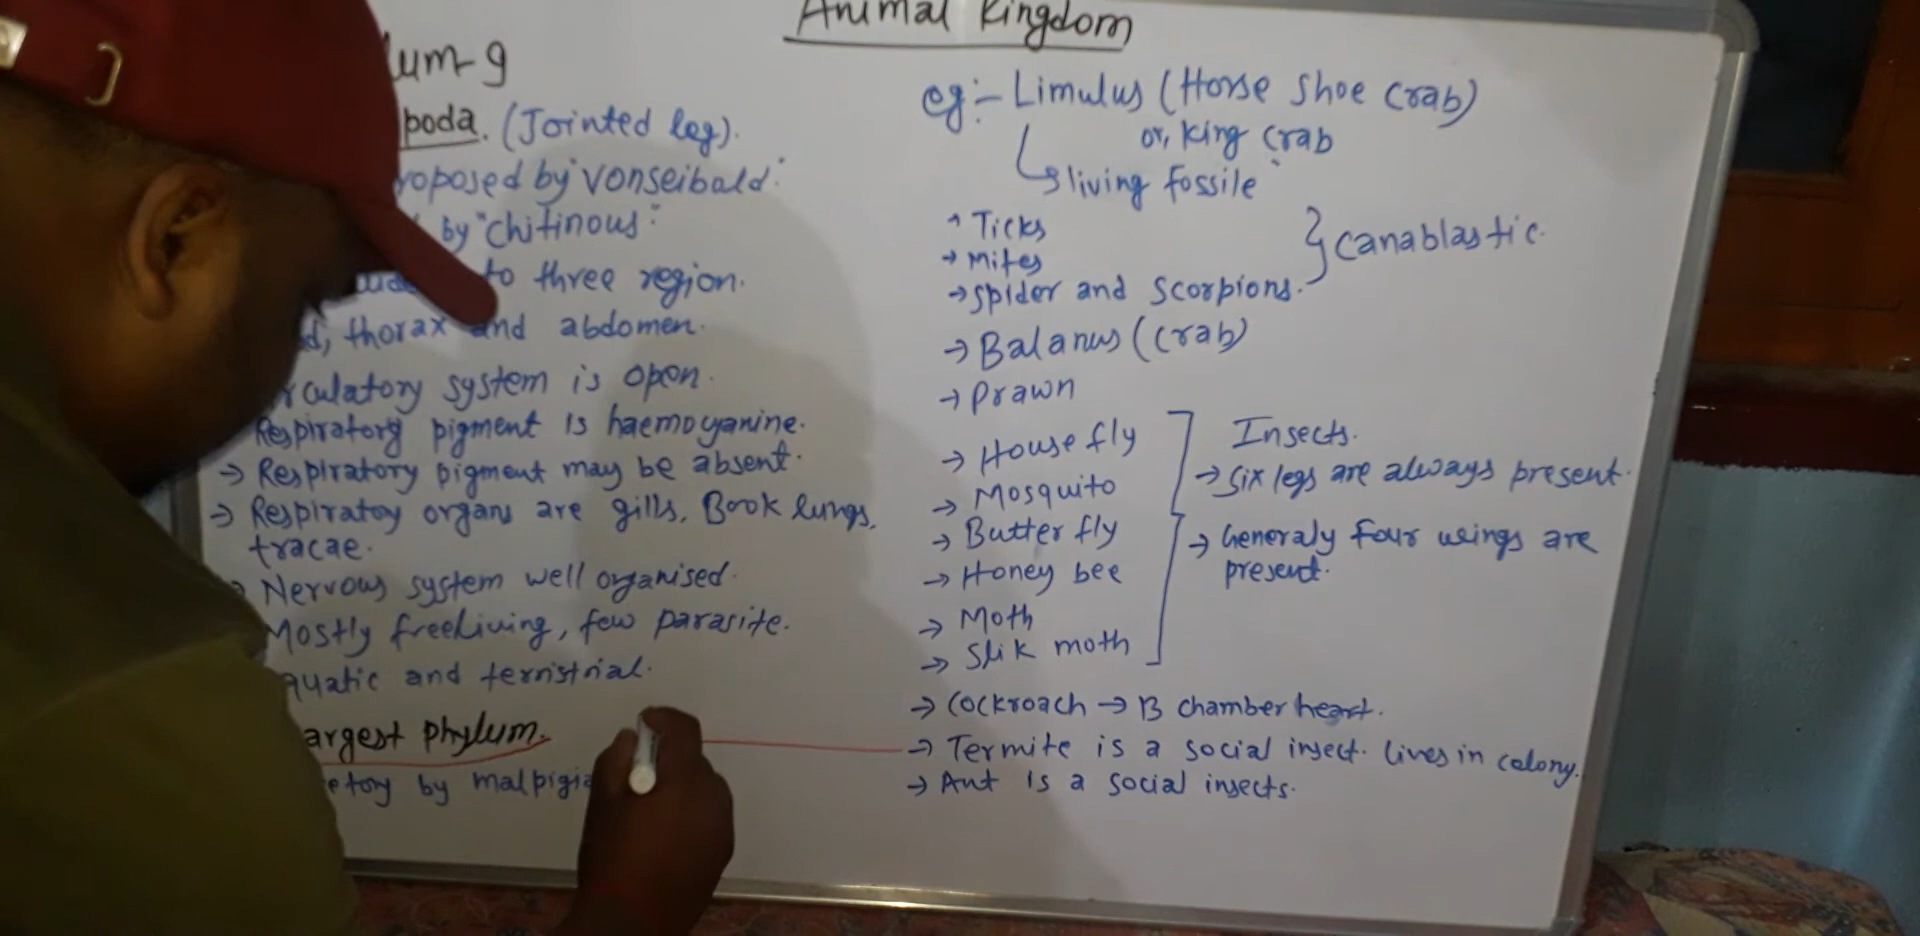 Animal Kingdom
lum-9
poda. (Jointed leg).
roposed by "vonseibald"
by "chitinous"
to three region.
d, thorax and abdomen.
rculatory system is open.
Respiratory pigment is haemocyanine.
→ Respiratory pigment may be absent.
→ Respiratoy organs are gills, Book lungs,
tracae.
Nervous system well organised.
Mostly freeliving, few parasite.
quatic and terristrial.
argest phylum.
etory by malpigia
eg:- Limulus (Horse Shoe Crab)
or, King Crab
living fossile
→ Ticks
→ Mites
→ Spider and Scorpions.
} Canablastic.
→ Balanus (Crab)
→ Prawn
→ House fly
→ Mosquito
→ Butter fly
→ Honey bee
→ Moth
→ Slik moth
Insects.
→ Six legs are always present.
→ Generaly four wings are
present.
→ Cockroach → 13 chamber heart.
→ Termite is a social insect. lives in colony.
→ Ant is a social insects.